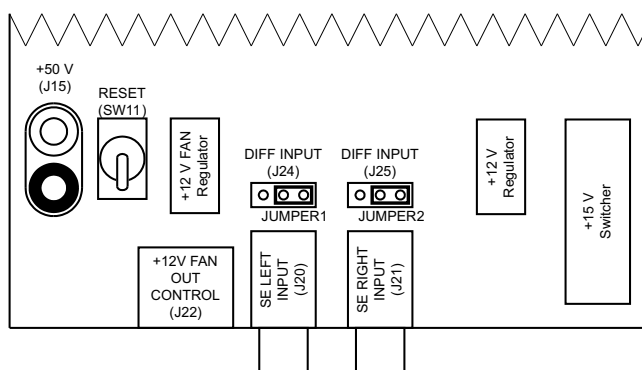 +50 V
(J15)
RESET
(SW11)
+12 V FAN
Regulator
DIFF INPUT
(J24)
JUMPER1
DIFF INPUT
(J25)
JUMPER2
+12 V
Regulator
+15 V
Switcher
+12V FAN
OUT
CONTROL
(J22)
SE LEFT
INPUT
(J20)
SE RIGHT
INPUT
(J21)